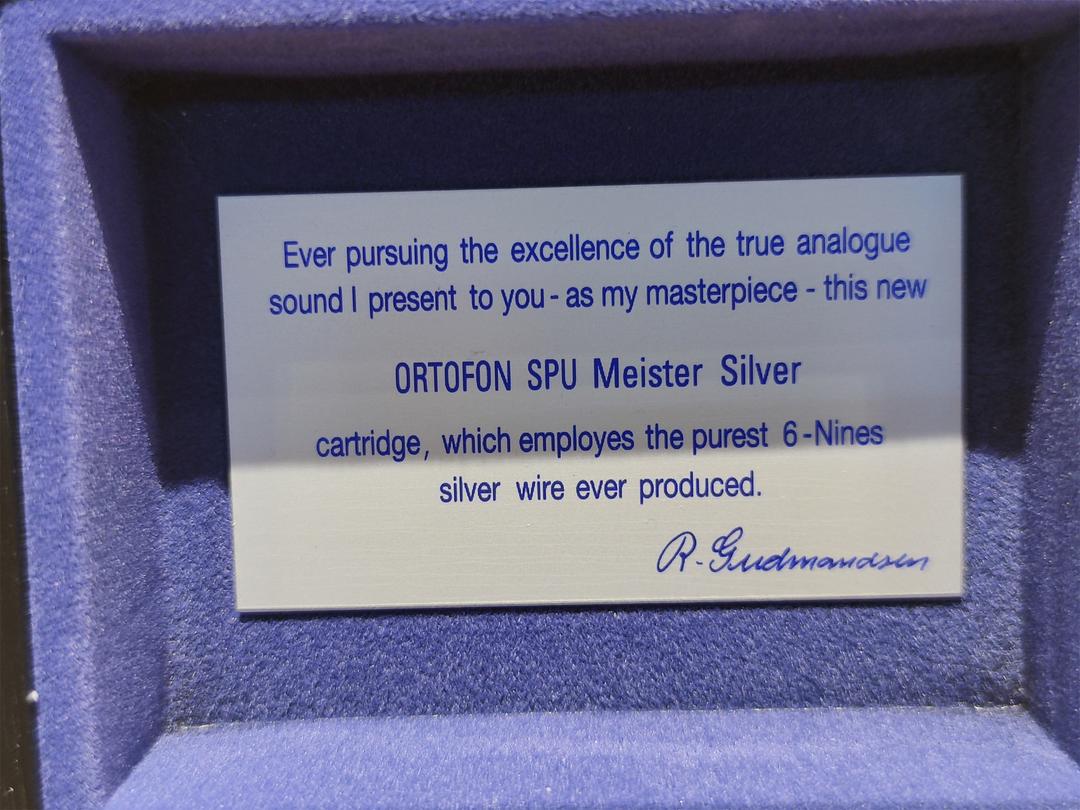 Ever pursuing the excellence of the true analogue
sound I present to you - as my masterpiece - this new
ORTOFON SPU Meister Silver
cartridge, which employes the purest 6-Nines
silver wire ever produced.
R. Gudmandsen